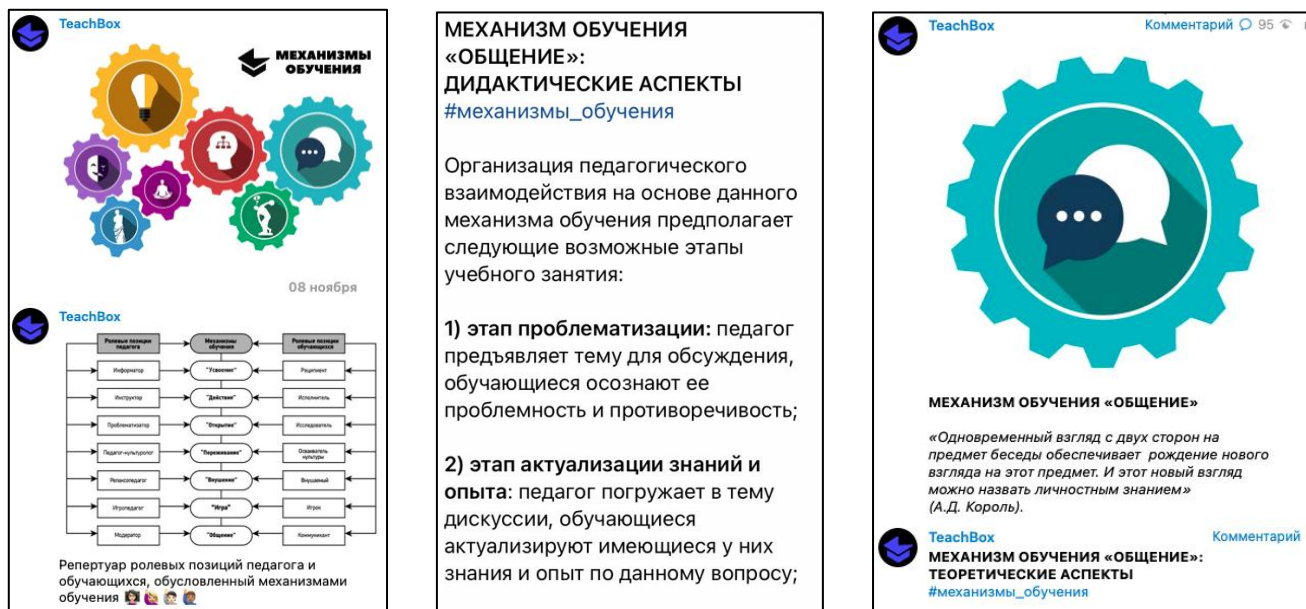 TeachBox
МЕХАНИЗМЫ
ОБУЧЕНИЯ
08 ноября
TeachBox
Ролевые позиции
педагога
Механизмы
обучения
Ролевые позиции
обучающихся
Информатор
"Усвоение"
Реципиент
Инструктор
"Действие"
Исполнитель
Проблематизатор
"Открытие"
Исследователь
Педагог-культуролог
"Переживание"
Осваиватель
культуры
Релаксопедагог
"Внушение"
Внушаемый
Игропедагог
"Игра"
Игрок
Модератор
"Общение"
Коммуникант
Репертуар ролевых позиций педагога и
обучающихся, обусловленный механизмами
обучения
МЕХАНИЗМ ОБУЧЕНИЯ
«ОБЩЕНИЕ»:
ДИДАКТИЧЕСКИЕ АСПЕКТЫ
#механизмы_обучения
Организация педагогического
взаимодействия на основе данного
механизма обучения предполагает
следующие возможные этапы
учебного занятия:
1) этап проблематизации: педагог
предъявляет тему для обсуждения,
обучающиеся осознают ее
проблемность и противоречивость;
2) этап актуализации знаний и
опыта: педагог погружает в тему
дискуссии, обучающиеся
актуализируют имеющиеся у них
знания и опыт по данному вопросу;
TeachBox
Комментарий 95
МЕХАНИЗМ ОБУЧЕНИЯ «ОБЩЕНИЕ»
«Одновременный взгляд с двух сторон на
предмет беседы обеспечивает рождение нового
взгляда на этот предмет. И этот новый взгляд
можно назвать личностным знанием»
(А.Д. Король).
TeachBox
Комментарий
МЕХАНИЗМ ОБУЧЕНИЯ «ОБЩЕНИЕ»:
ТЕОРЕТИЧЕСКИЕ АСПЕКТЫ
#механизмы_обучения